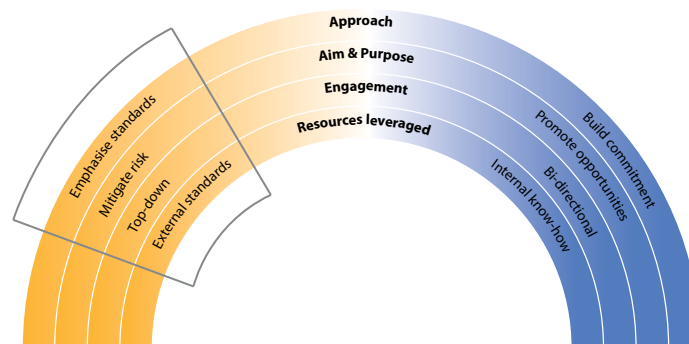 Approach
Aim & Purpose
Engagement
Resources leveraged
Emphasise standards
Mitigate risk
Top-down
External standards
Build commitment
Promote opportunities
Bi-directional
Internal know-how